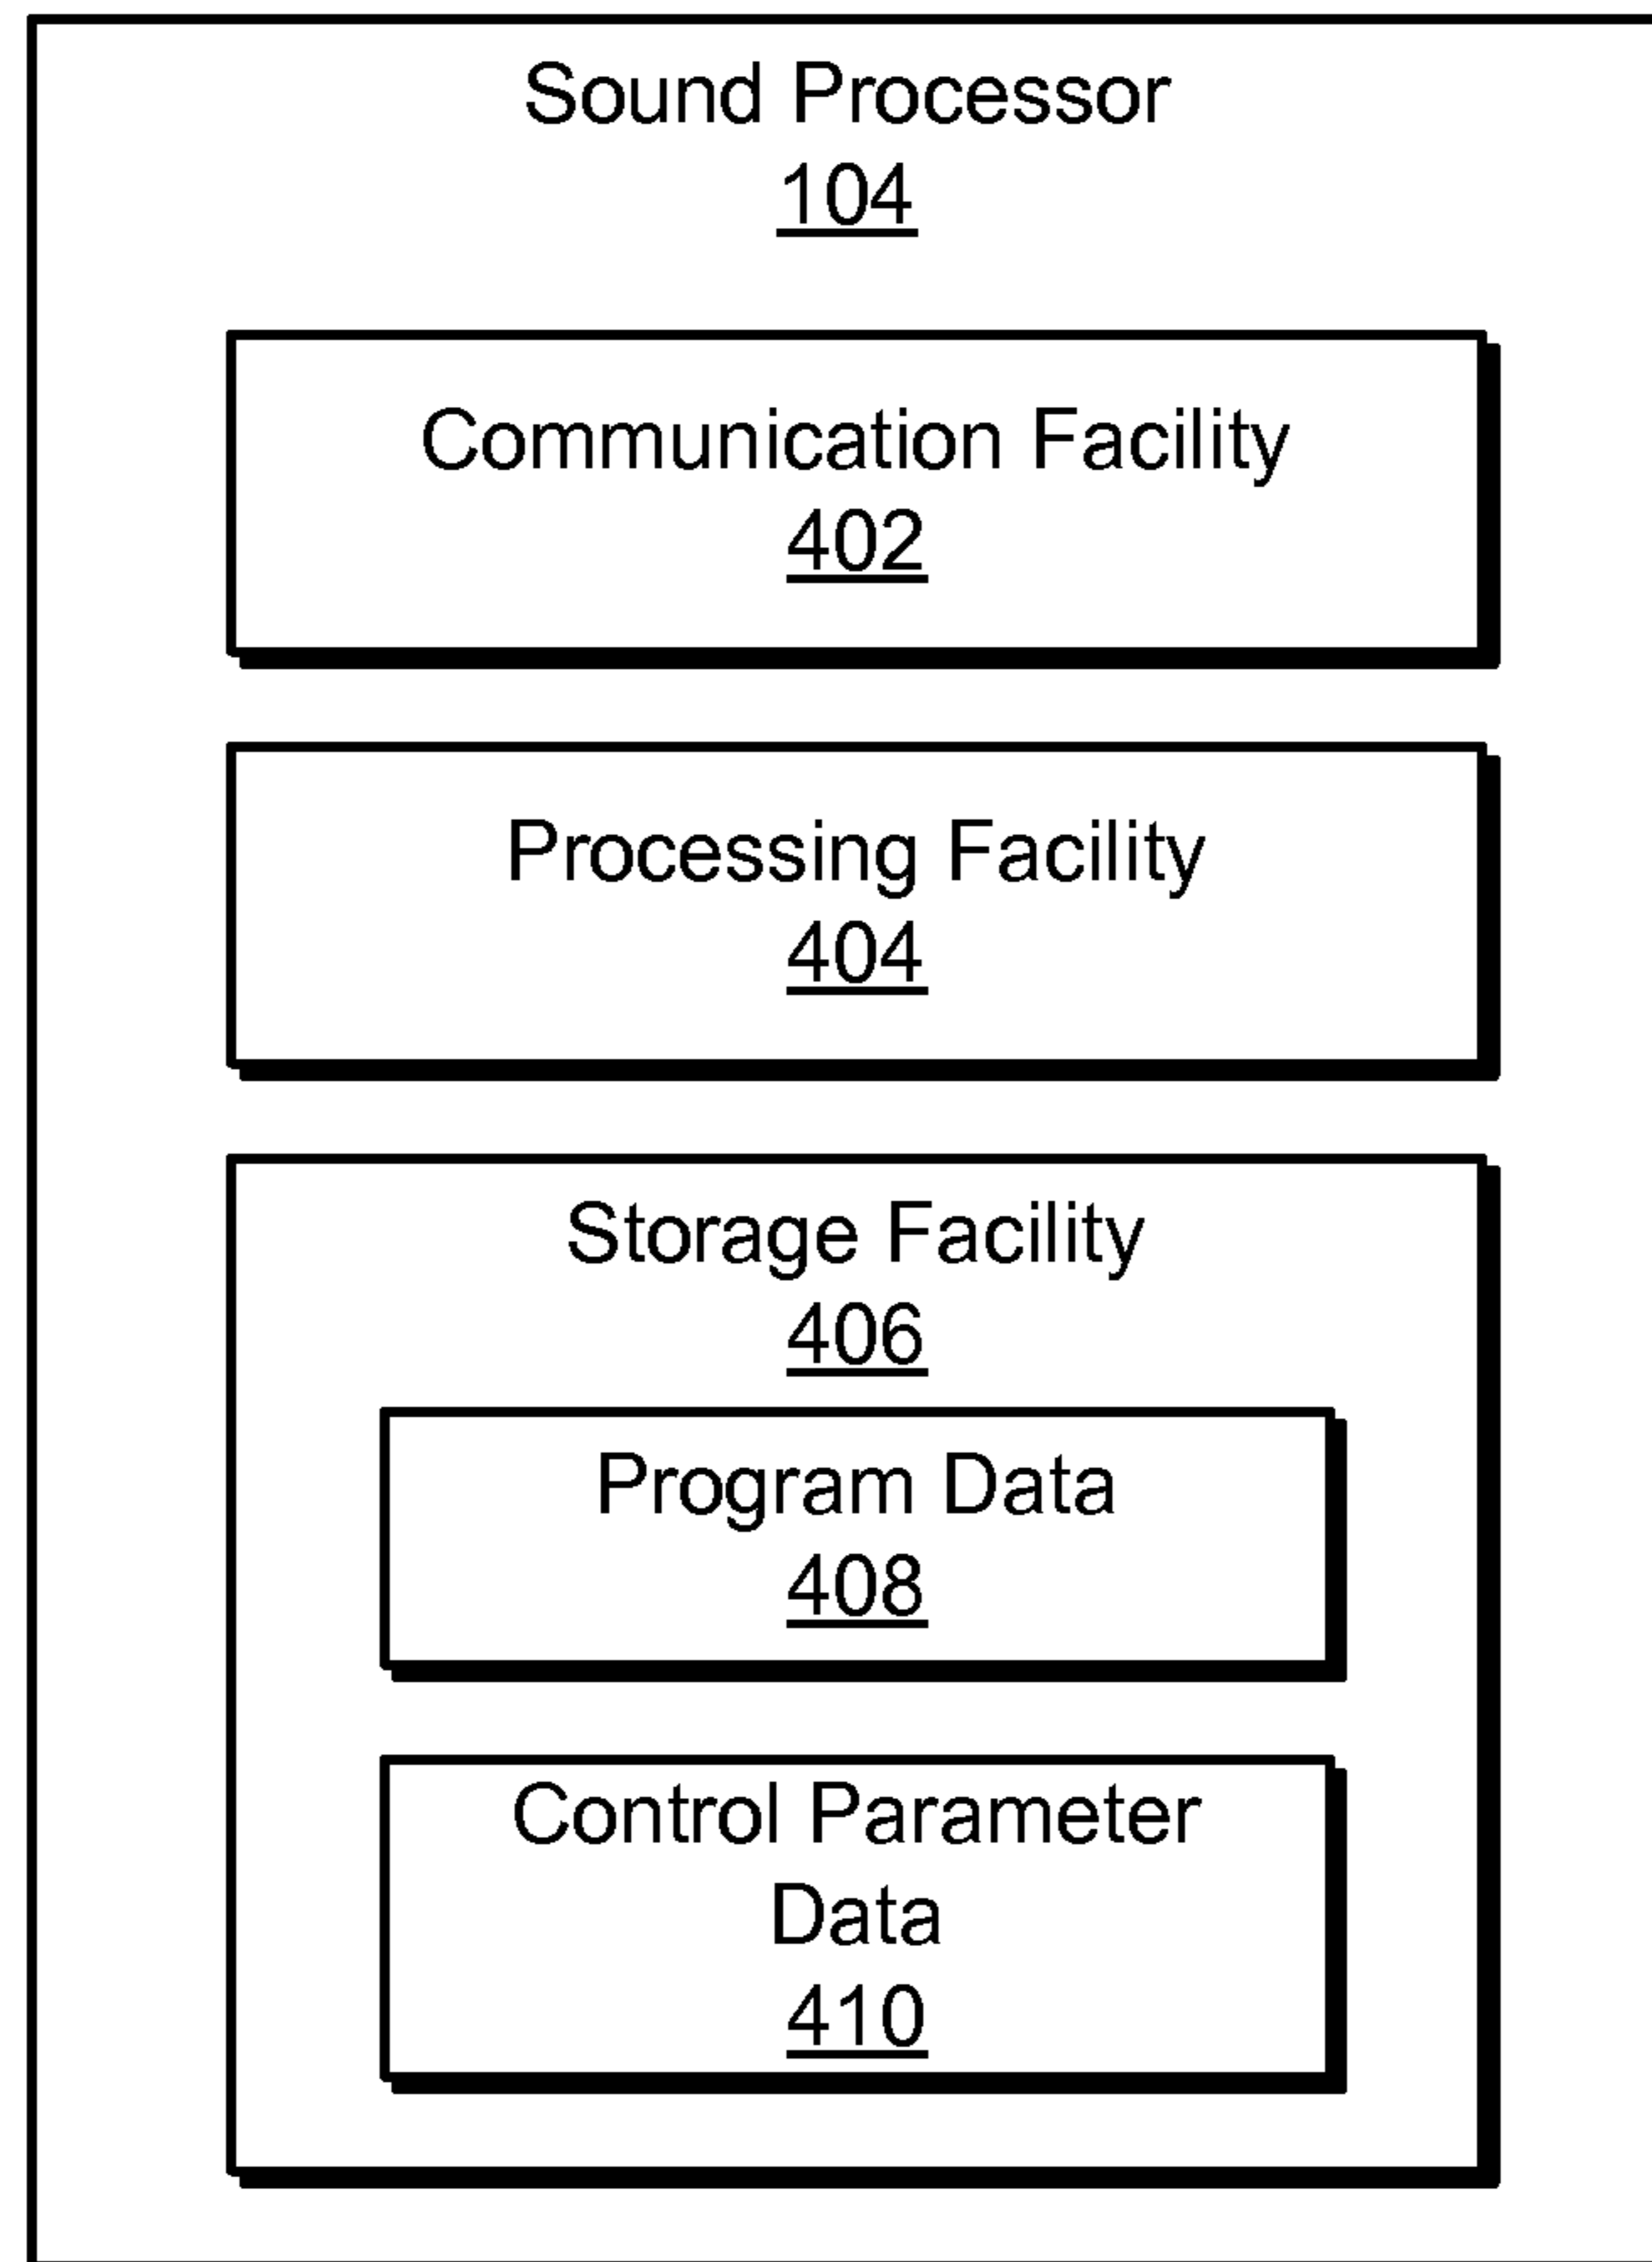 Sound Processor
104
Communication Facility
402
Processing Facility
404
Storage Facility
406
Program Data
408
Control Parameter
Data
410